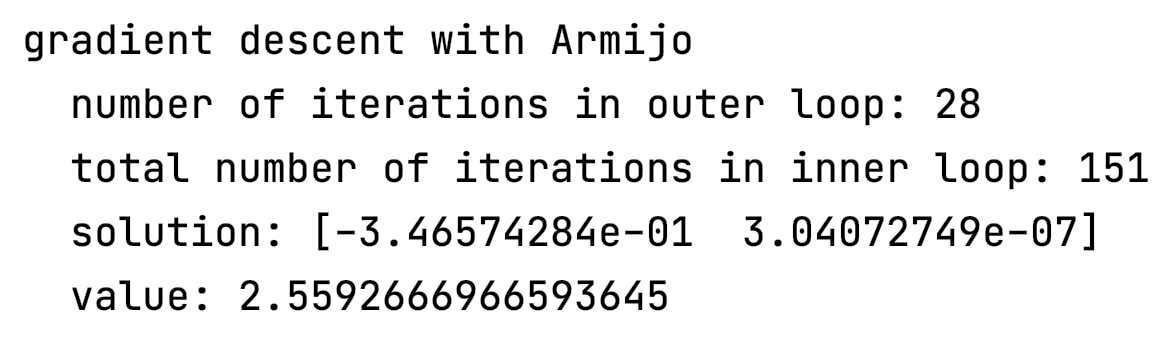 gradient descent with Armijo
number of iterations in outer loop: 28
total number of iterations in inner loop: 151
solution: [-3.46574284e-01  3.04072749e-07]
value: 2.5592666966593645